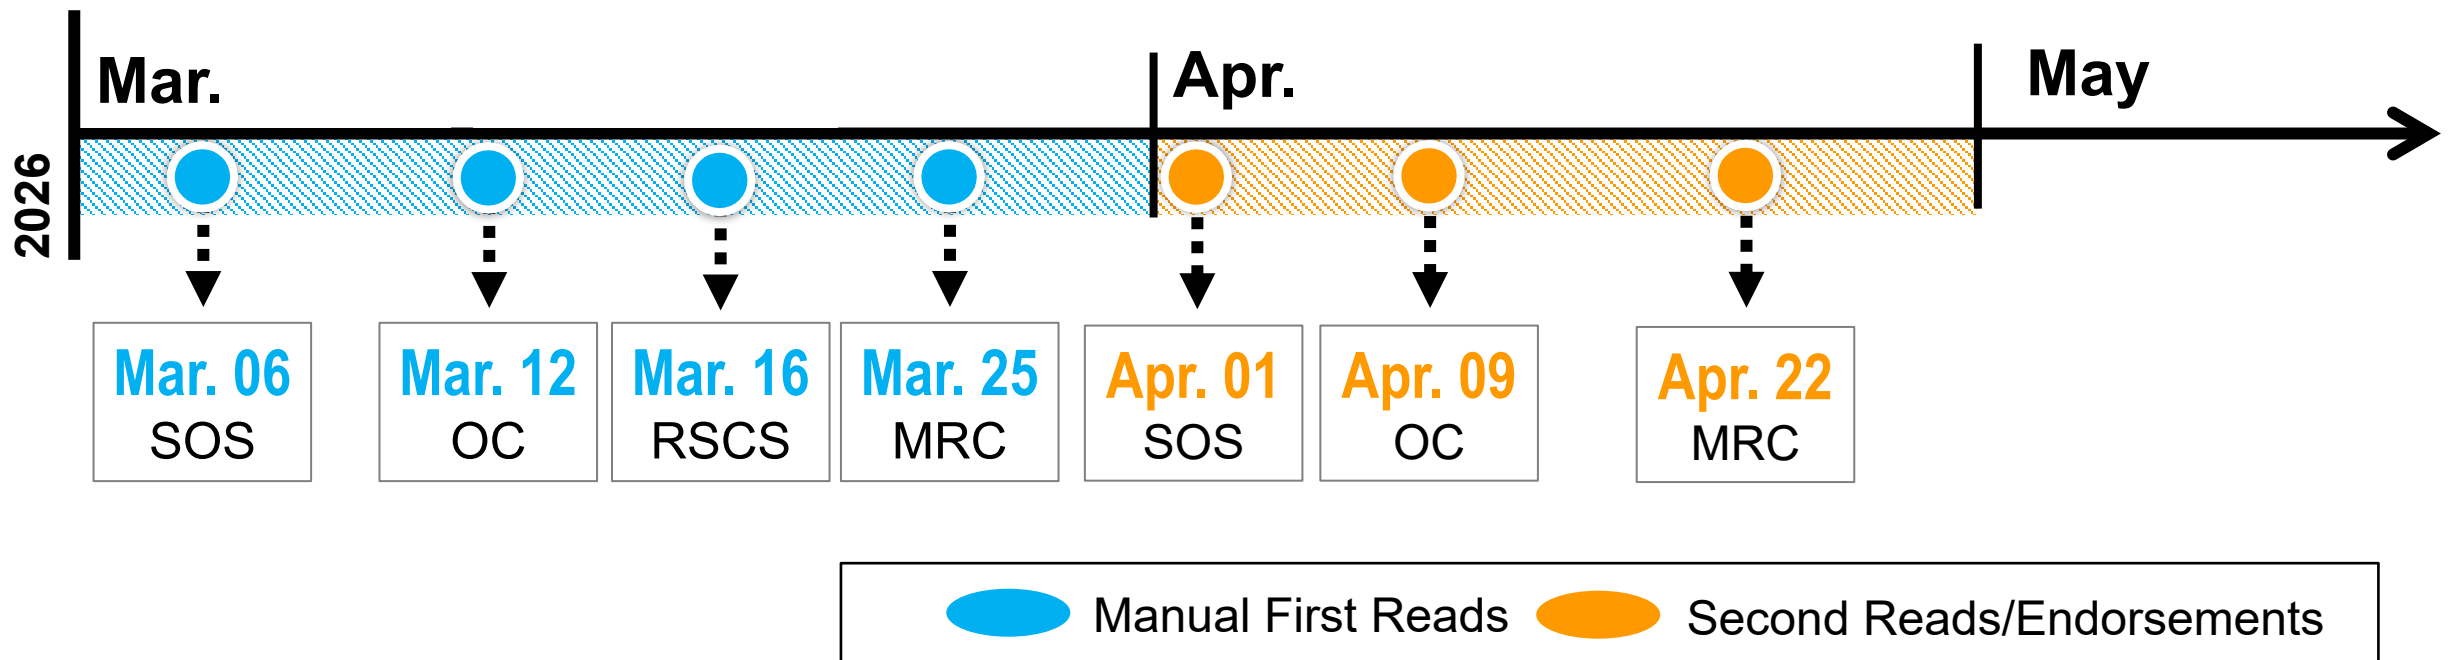 2026
Mar.
Apr.
May
Mar. 06
SOS
Mar. 12
OC
Mar. 16
RSCS
Mar. 25
MRC
Apr. 01
SOS
Apr. 09
OC
Apr. 22
MRC
Manual First Reads
Second Reads/Endorsements